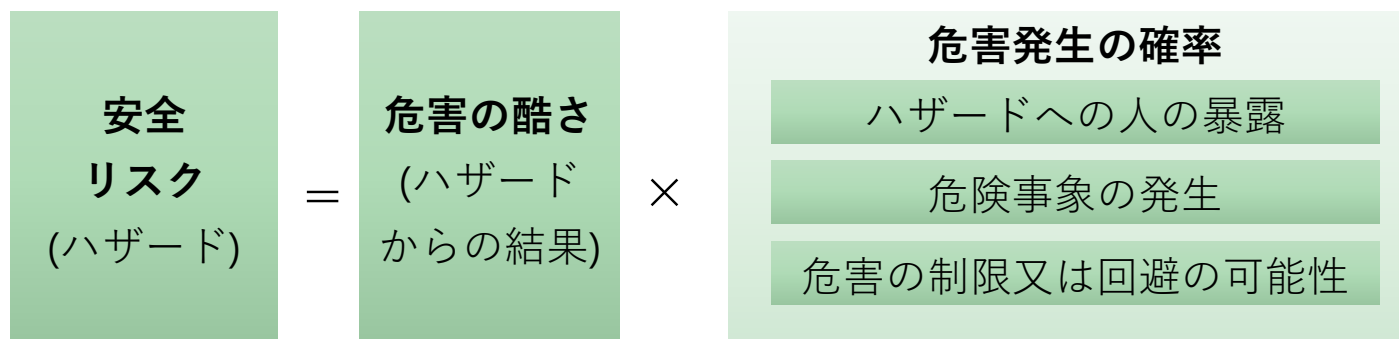 安全
リスク
(ハザード)
＝
危害の酷さ
(ハザード
からの結果)
×
危害発生の確率
ハザードへの人の暴露
危険事象の発生
危害の制限又は回避の可能性